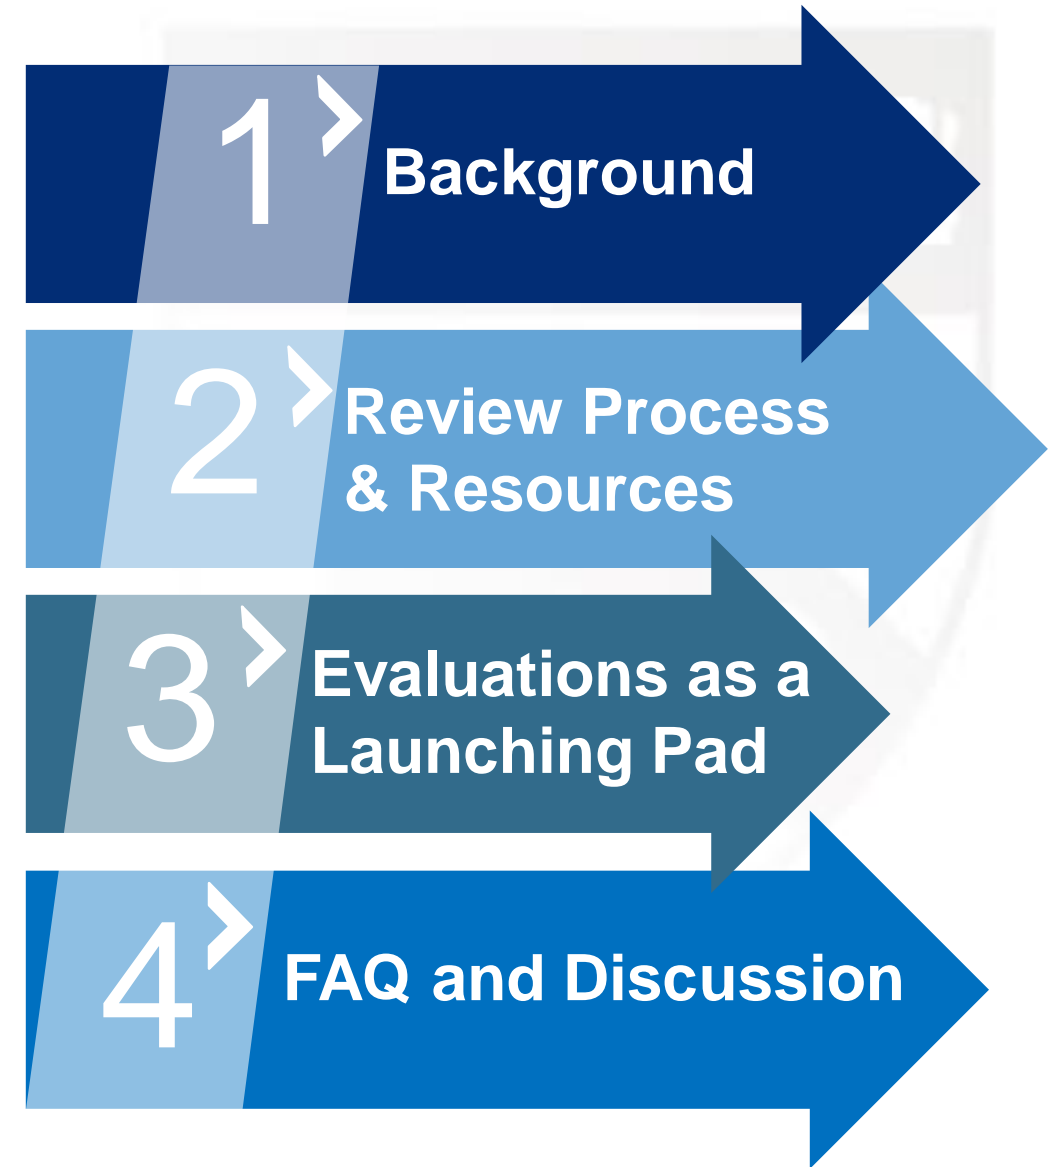 1
Background
2
Review Process
& Resources
3
Evaluations as a
Launching Pad
4
FAQ and Discussion